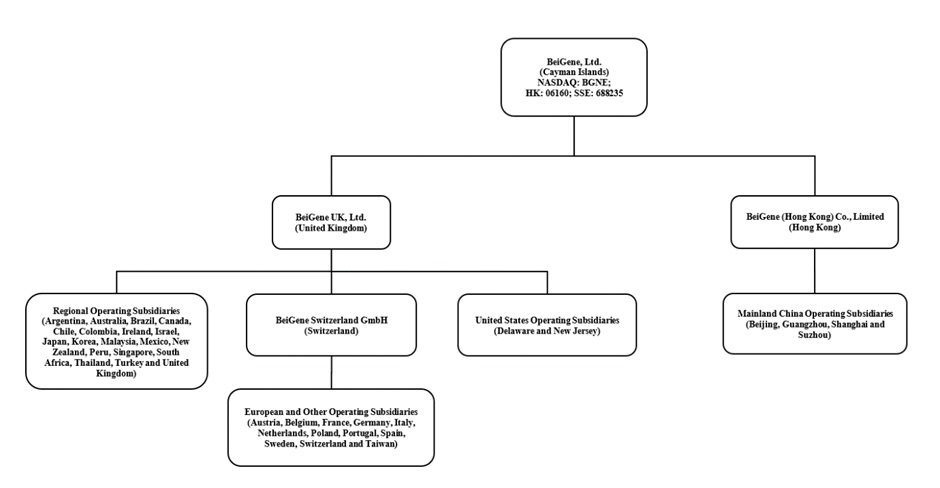 BeiGene, Ltd.
(Cayman Islands)
NASDAQ: BGNE;
HK: 06160; SSE: 688235
BeiGene UK, Ltd.
(United Kingdom)
BeiGene (Hong Kong) Co., Limited
(Hong Kong)
Regional Operating Subsidiaries
(Argentina, Australia, Brazil, Canada,
Chile, Colombia, Ireland, Israel,
Japan, Korea, Malaysia, Mexico, New
Zealand, Peru, Singapore, South
Africa, Thailand, Turkey and United
Kingdom)
BeiGene Switzerland GmbH
(Switzerland)
United States Operating Subsidiaries
(Delaware and New Jersey)
Mainland China Operating Subsidiaries
(Beijing, Guangzhou, Shanghai and
Suzhou)
European and Other Operating Subsidiaries
(Austria, Belgium, France, Germany, Italy,
Netherlands, Poland, Portugal, Spain,
Sweden, Switzerland and Taiwan)